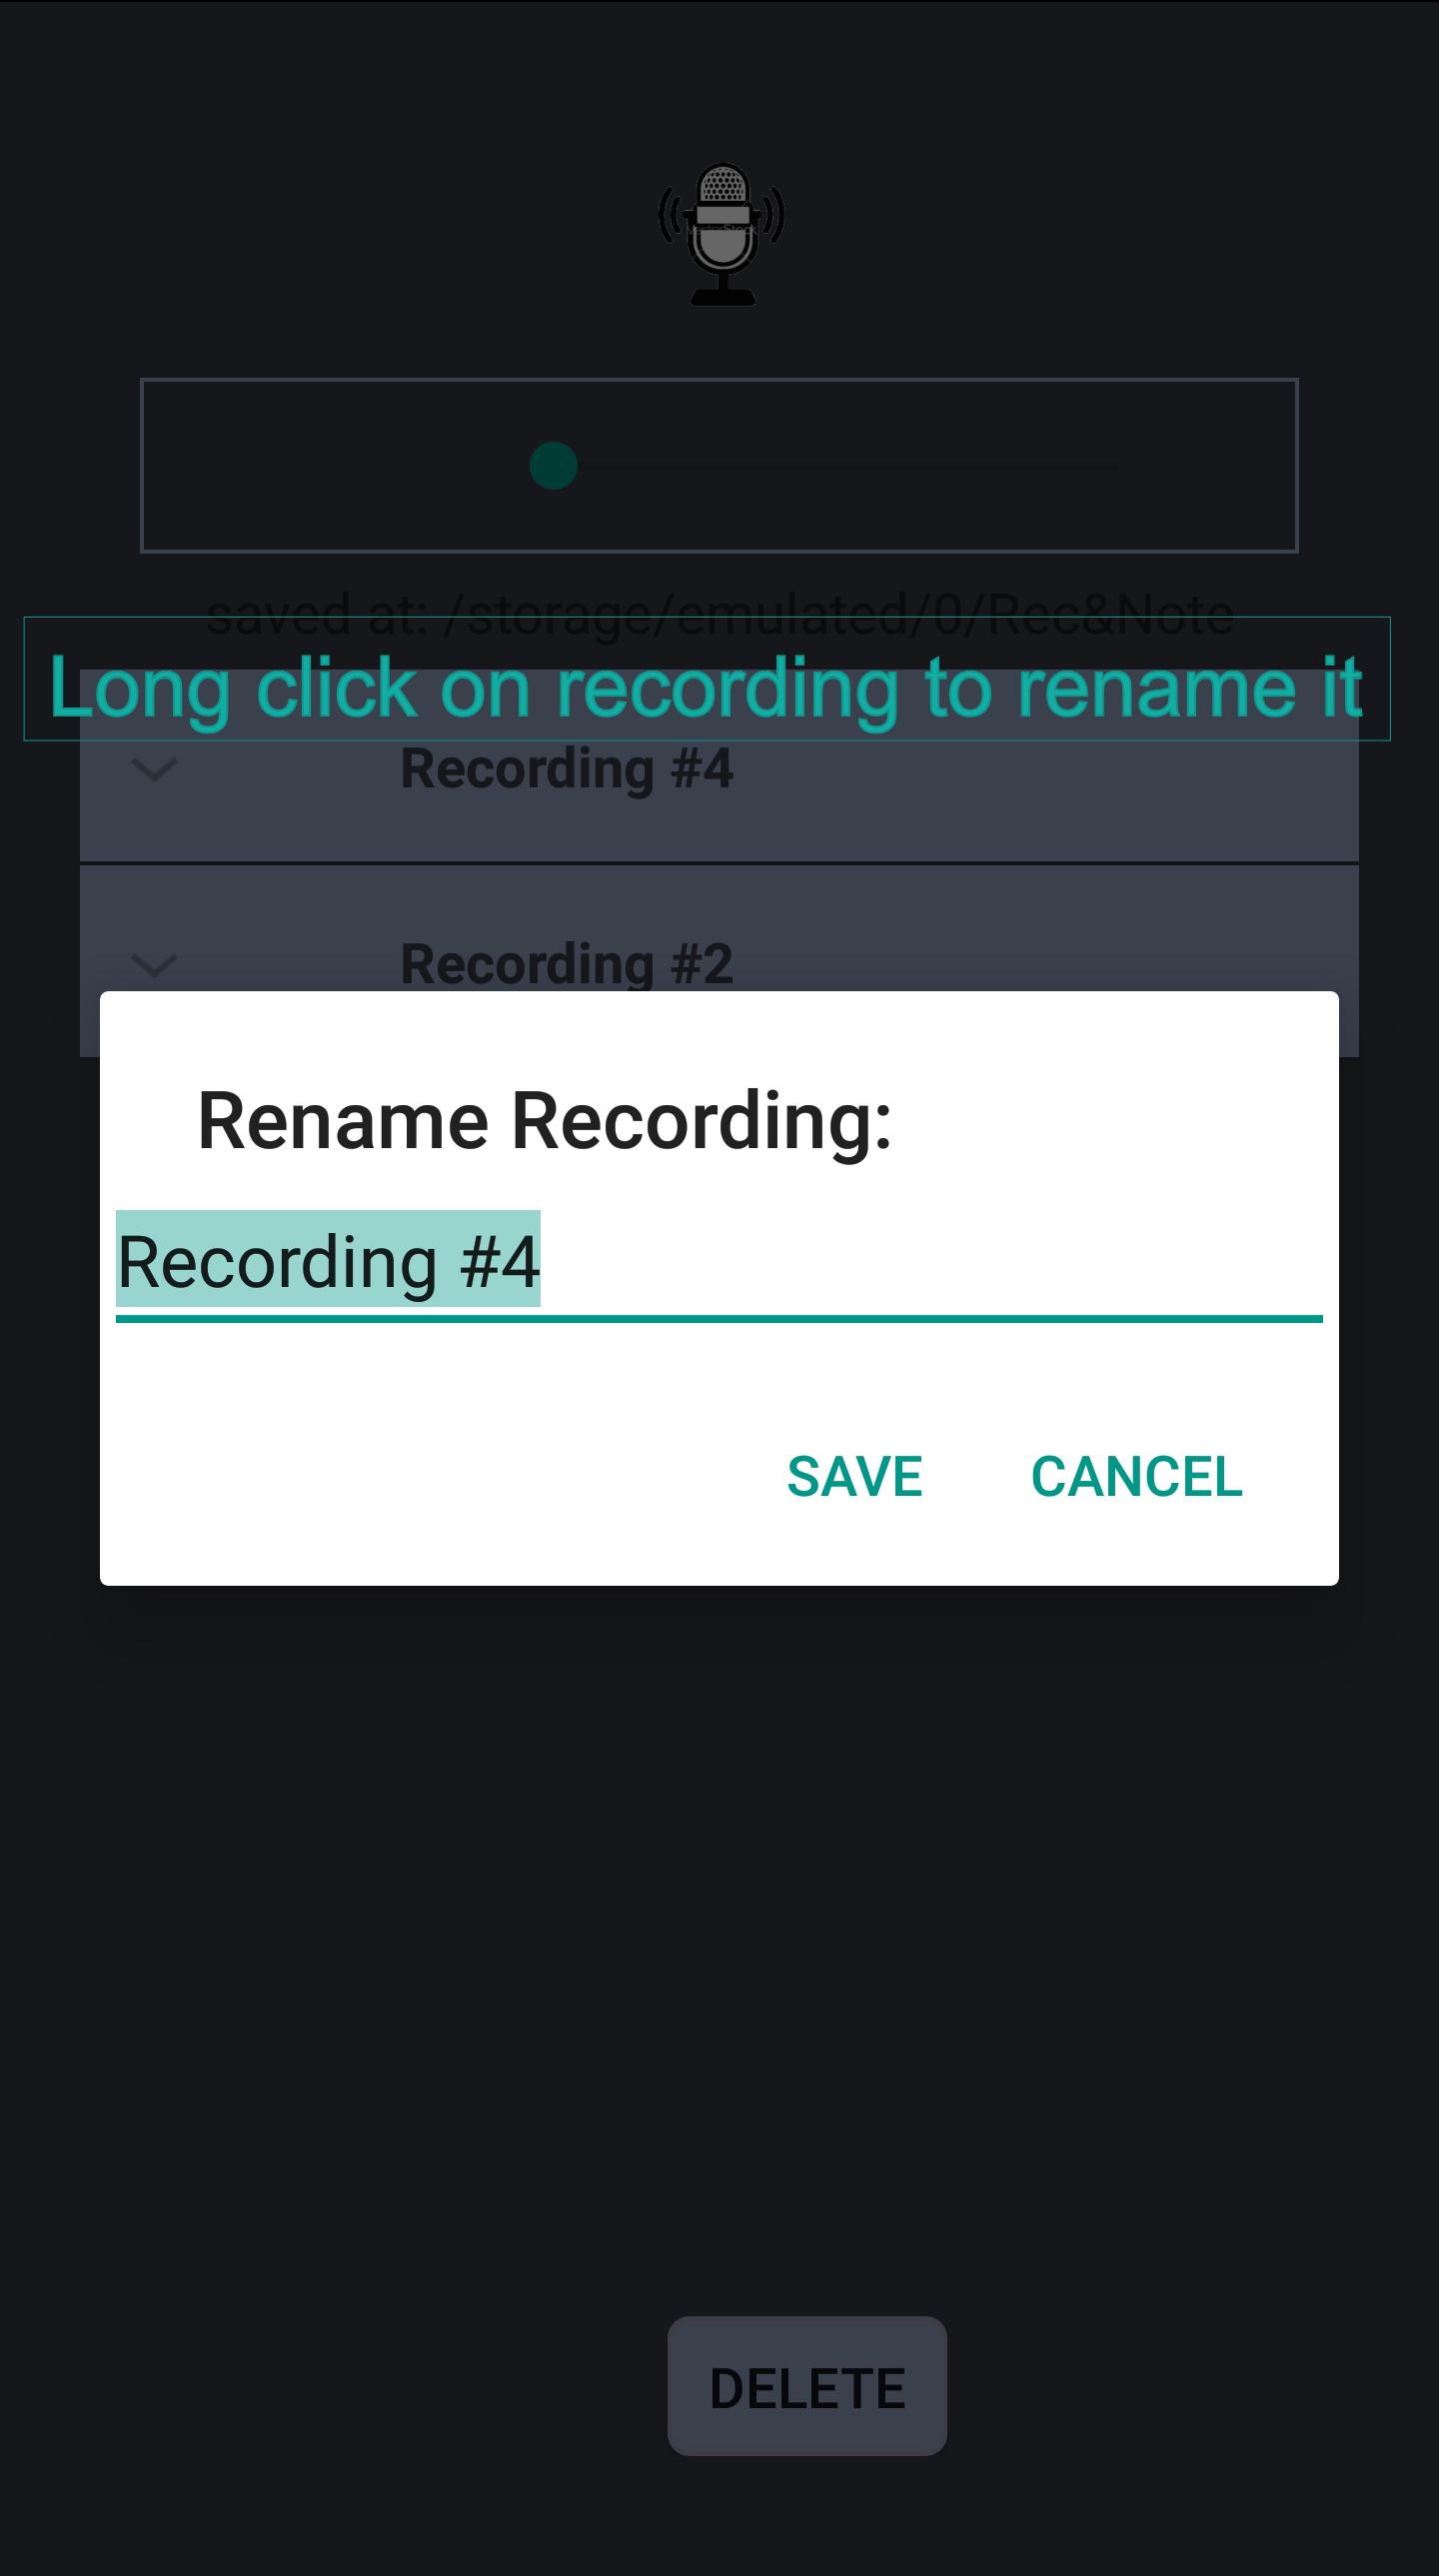 VectorStock
saved at: /storage/emulated/0/Rec&Note
Long click on recording to rename it
Recording #4
Recording #2
Rename Recording:
Recording #4
SAVE CANCEL
DELETE